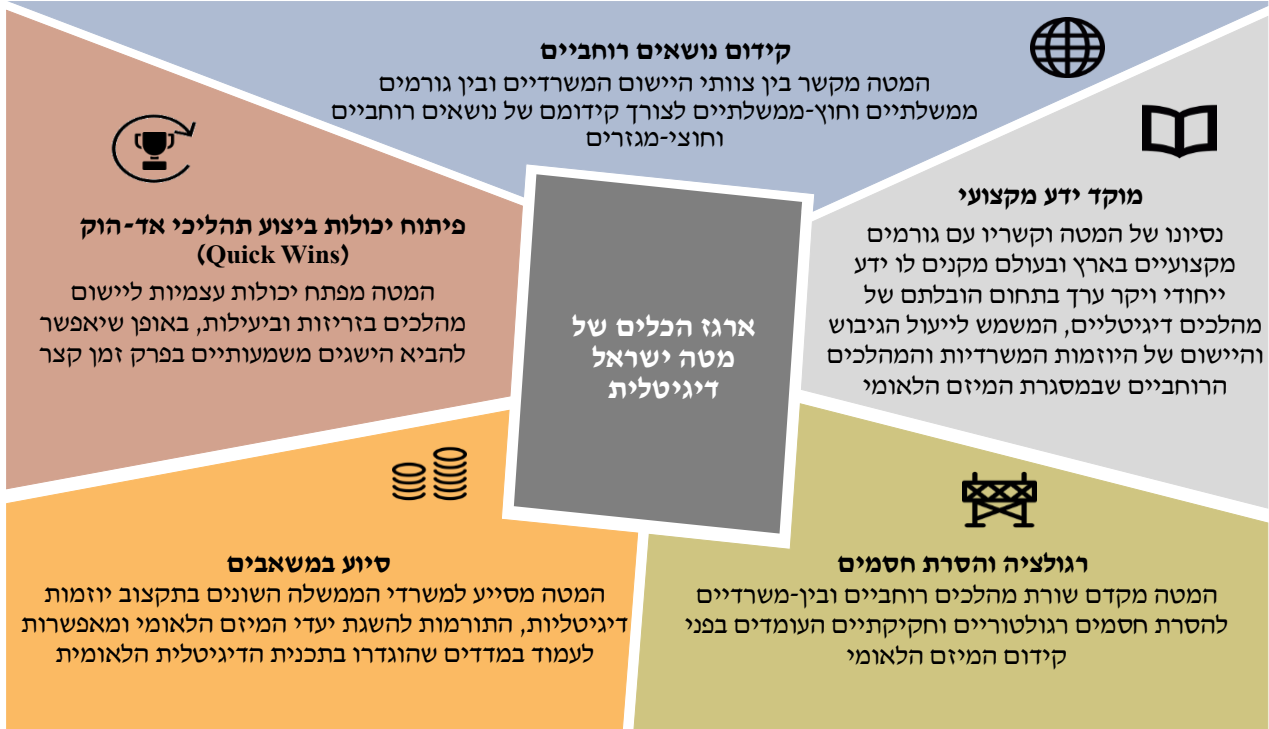 קידום נושאים רוחביים
המטה מקשר בין צוותי היישום המשרדיים ובין גורמים
ממשלתיים וחוץ-ממשלתיים לצורך קידומם של נושאים רוחביים
וחוצי-מגזרים
מוקד ידע מקצועי
נסיונו של המטה וקשריו עם גורמים
מקצועיים בארץ ובעולם מקנים לו ידע
ייחודי ויקר ערך בתחום הובלתם של
מהלכים דיגיטליים, המשמש לייעול הגיבוש
והיישום של היוזמות המשרדיות והמהלכים
הרוחביים שבמסגרת המיזם הלאומי
פיתוח יכולות ביצוע תהליכי אד-הוק
(Quick Wins)
המטה מפתח יכולות עצמיות ליישום
מהלכים בזריזות וביעילות, באופן שיאפשר
להביא הישגים משמעותיים בפרק זמן קצר
ארגז הכלים של
מטה ישראל
דיגיטלית
רגולציה והסרת חסמים
המטה מקדם שורת מהלכים רוחביים ובין-משרדיים
להסרת חסמים רגולטוריים וחקיקתיים העומדים בפני
קידום המיזם הלאומי
סיוע במשאבים
המטה מסייע למשרדי הממשלה השונים בתקצוב יוזמות
דיגיטליות, התורמות להשגת יעדי המיזם הלאומי ומאפשרות
לעמוד במדדים שהוגדרו בתכנית הדיגיטלית הלאומית